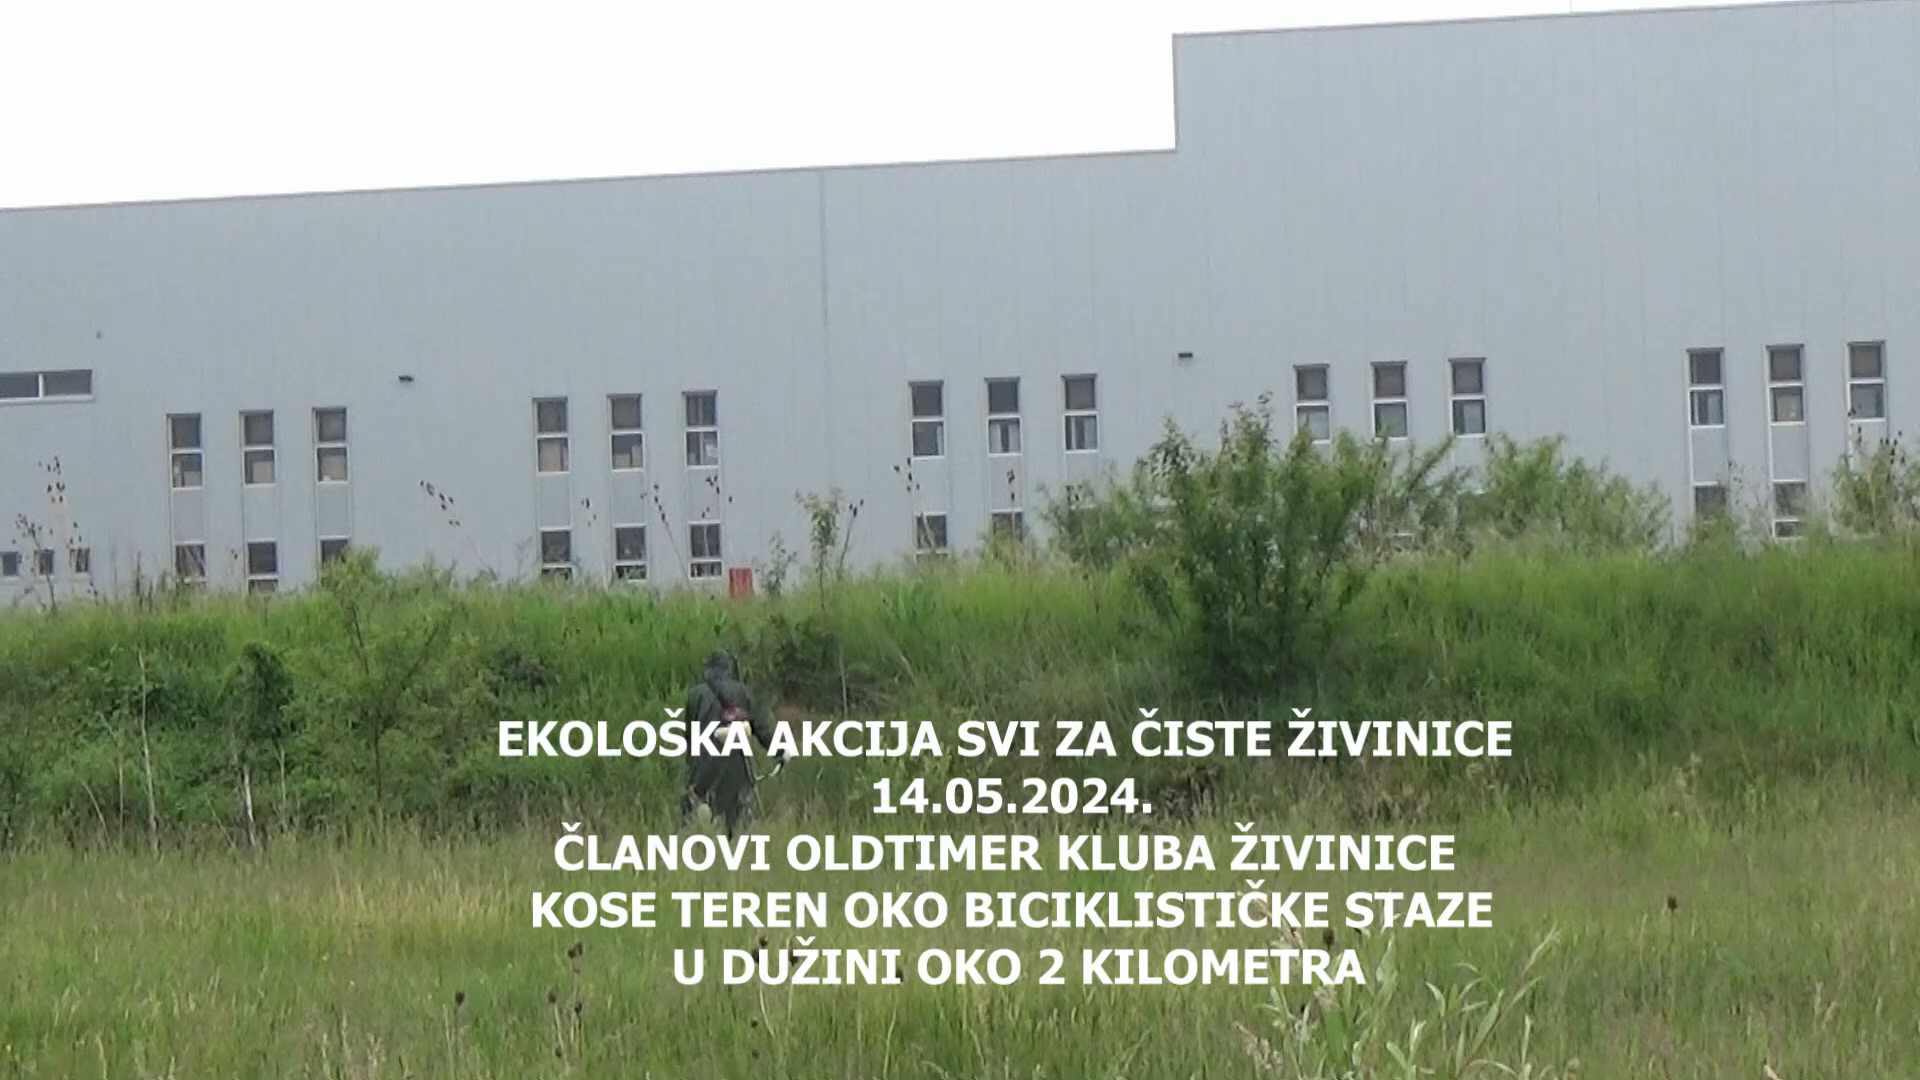 EKOLOŠKA AKCIJA SVI ZA ČISTE ŽIVINICE
14.05.2024.
ČLANOVI OLDTIMER KLUBA ŽIVINICE
KOSE TEREN OKO BICIKLISTIČKE STAZE
U DUŽINI OKO 2 KILOMETRA